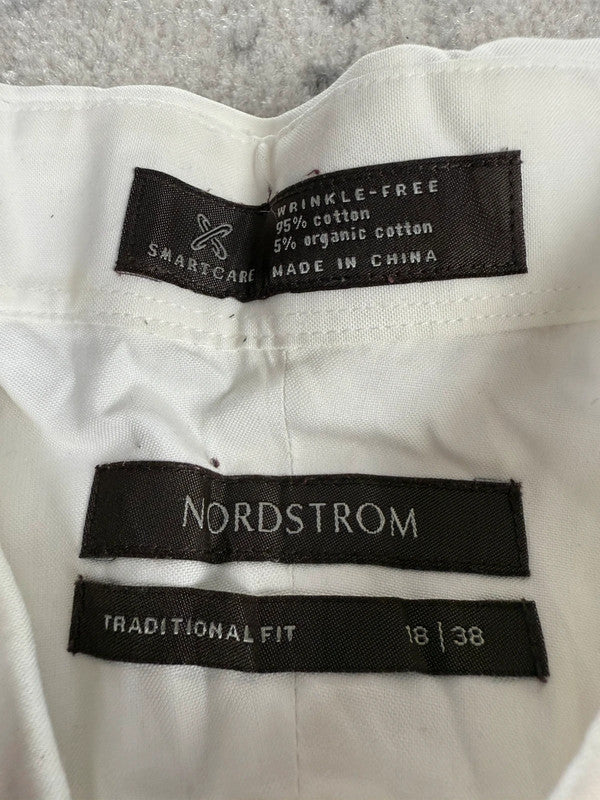 WRINKLE-FREE
95% cotton
5% organic cotton
SMARTCARE
MADE IN CHINA
NORDSTROM
TRADITIONAL FIT 18 | 38